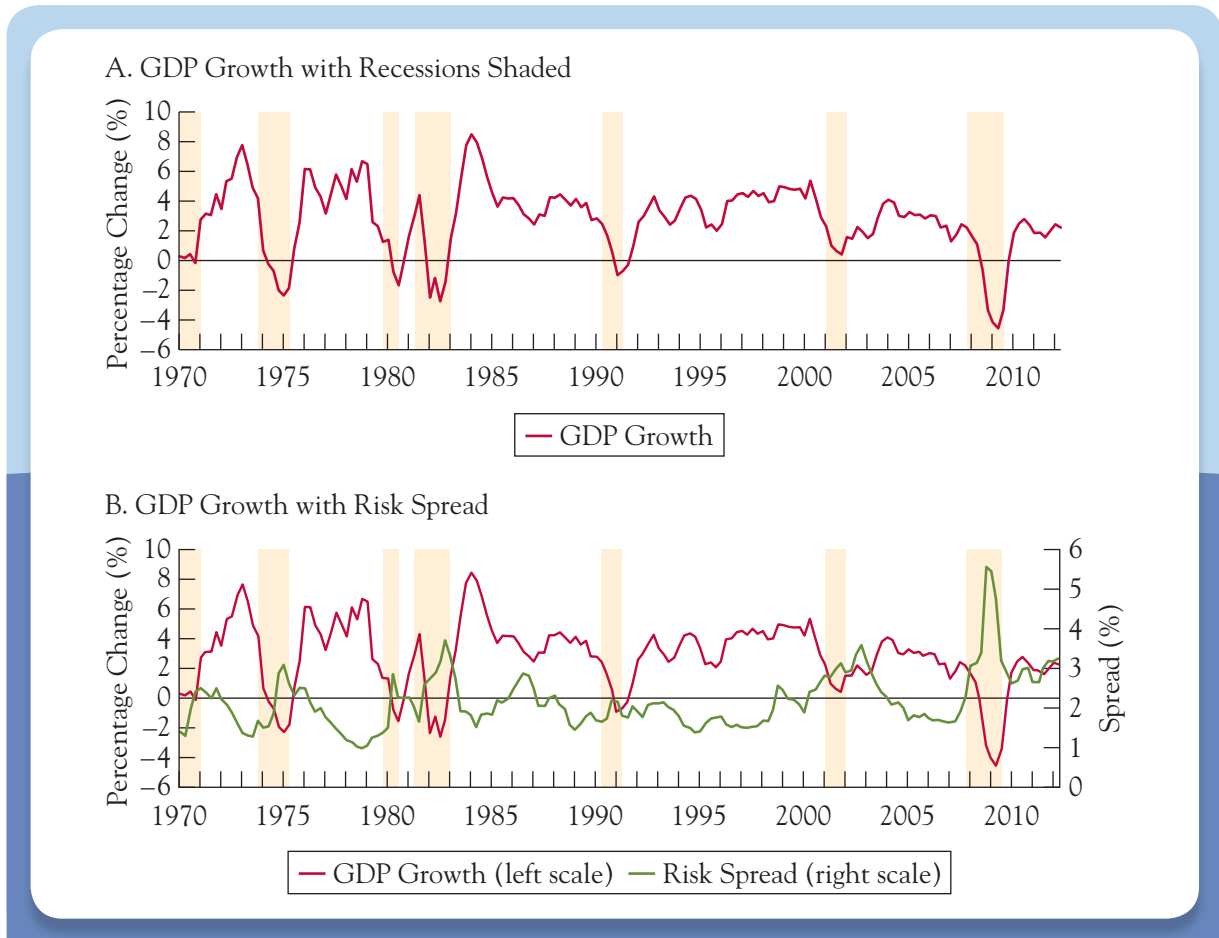 A. GDP Growth with Recessions Shaded
Percentage Change (%)
10
8
6
4
2
0
–2
–4
–6
1970 1975 1980 1985 1990 1995 2000 2005 2010
GDP Growth
B. GDP Growth with Risk Spread
Percentage Change (%)
10
8
6
4
2
0
–2
–4
–6
6
5
4
3
2
1
0
Spread (%)
1970 1975 1980 1985 1990 1995 2000 2005 2010
GDP Growth (left scale) Risk Spread (right scale)